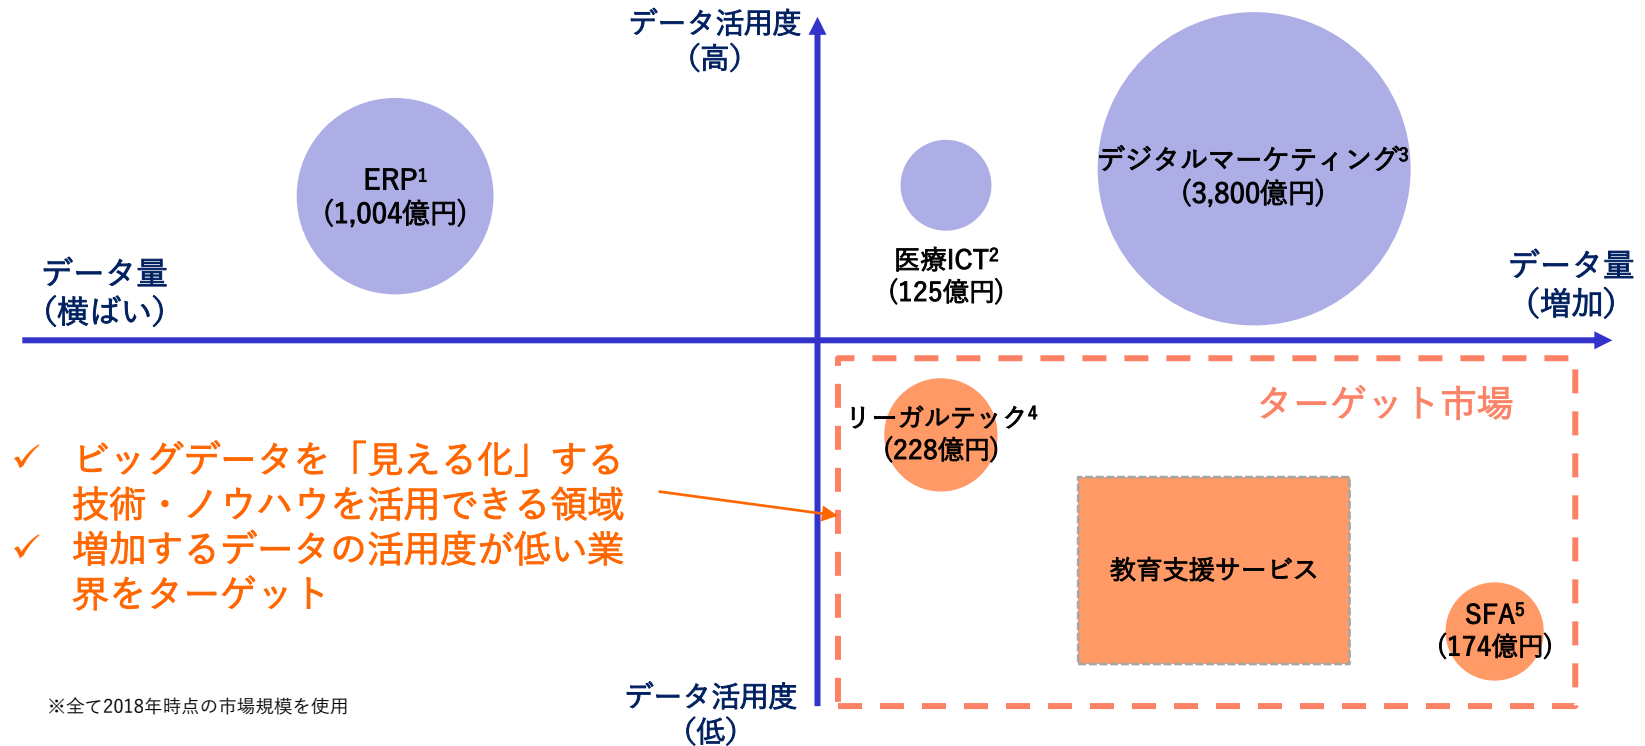 データ活用度
（高）
ERP1
（1,004億円）
デジタルマーケティング3
（3,800億円）
医療ICT2
（125億円）
データ量
（横ばい）
データ量
（増加）
ターゲット市場
リーガルテック4
（228億円）
✓ ビッグデータを「見える化」する
技術・ノウハウを活用できる領域
✓ 増加するデータの活用度が低い業
界をターゲット
教育支援サービス
SFA5
（174億円）
データ活用度
（低）
※全て2018年時点の市場規模を使用